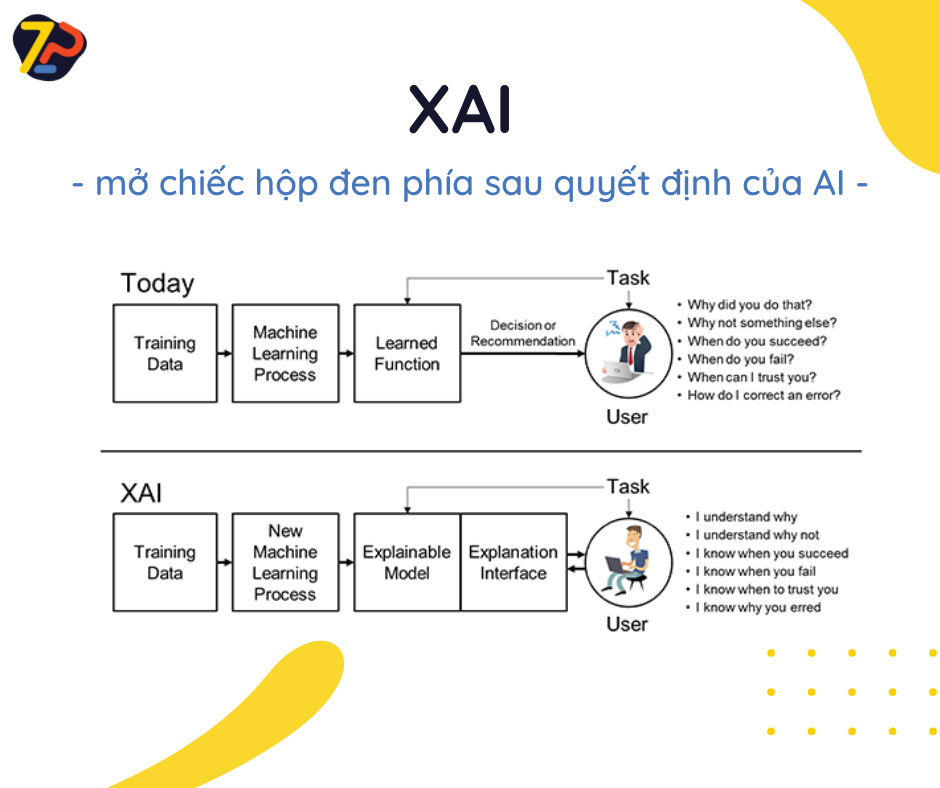 XAI
- mở chiếc hộp đen phía sau quyết định của AI -
Today
Training
Data
Machine
Learning
Process
Learned
Function
Decision or
Recommendation
Task
User
• Why did you do that?
• Why not something else?
• When do you succeed?
• When do you fail?
• When can I trust you?
• How do I correct an error?
XAI
Training
Data
New
Machine
Learning
Process
Explainable
Model
Explanation
Interface
Task
User
• I understand why
• I understand why not
• I know when you succeed
• I know when you fail
• I know when to trust you
• I know why you erred